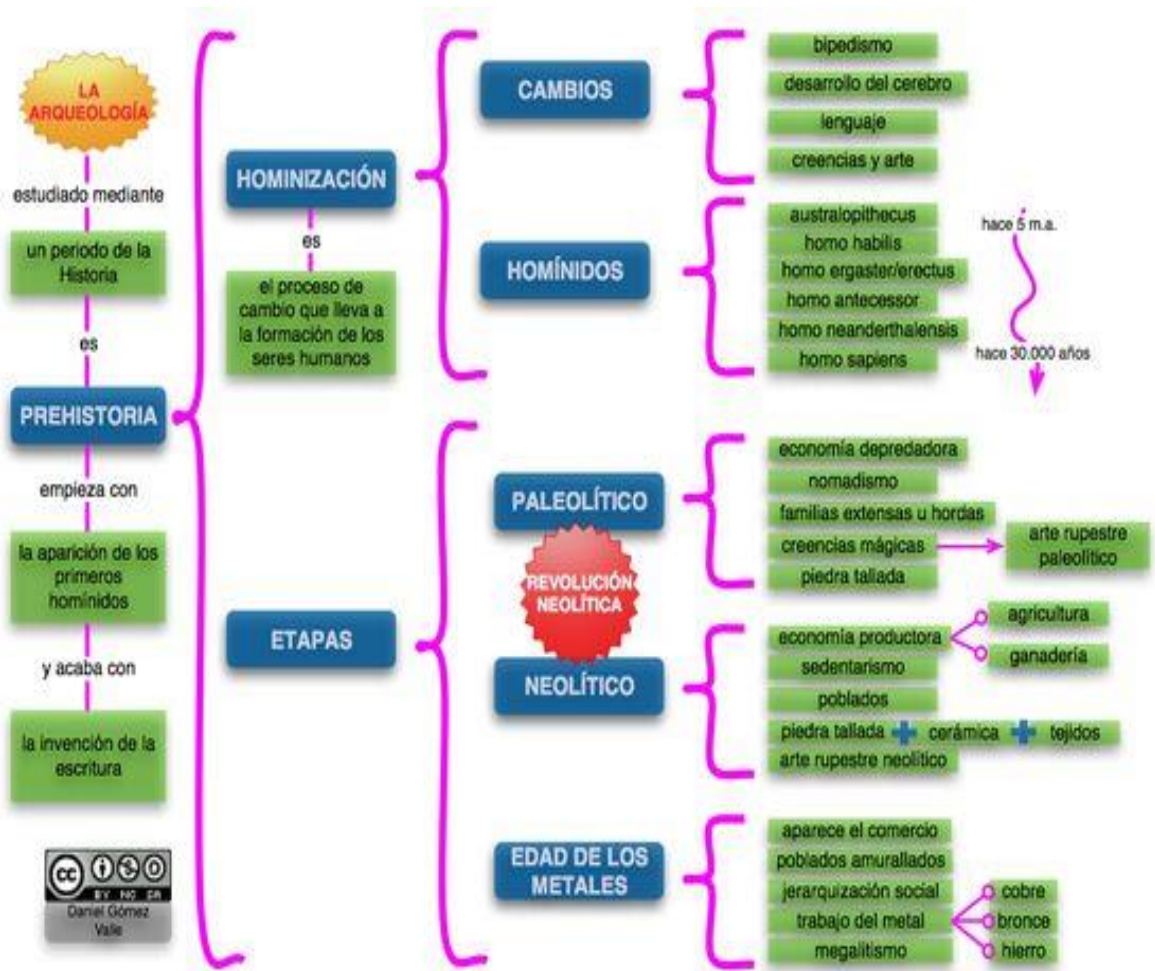 LA
ARQUEOLOGÍA
estudiado mediante
un periodo de la
Historia
es
PREHISTORIA
empieza con
la aparición de los
primeros
homínidos
y acaba con
la invención de la
escritura
HOMINIZACIÓN
es
el proceso de
cambio que lleva a
la formación de los
seres humanos
CAMBIOS
bipedismo
desarrollo del cerebro
lenguaje
creencias y arte
HOMÍNIDOS
australopithecus
homo habilis
homo ergaster/erectus
homo antecessor
homo neanderthalensis
homo sapiens
hace 5 m.a.
hace 30.000 años
ETAPAS
PALEOLÍTICO
economía depredadora
nomadismo
familias extensas u hordas
creencias mágicas
arte rupestre
paleolítico
piedra tallada
REVOLUCIÓN
NEOLÍTICA
NEOLÍTICO
economía productora
agricultura
ganadería
sedentarismo
poblados
piedra tallada + cerámica + tejidos
arte rupestre neolítico
EDAD DE LOS
METALES
aparece el comercio
poblados amurallados
jerarquización social
trabajo del metal
cobre
bronce
hierro
megalitismo
cc
BY NC SA
Daniel Gómez
Valle